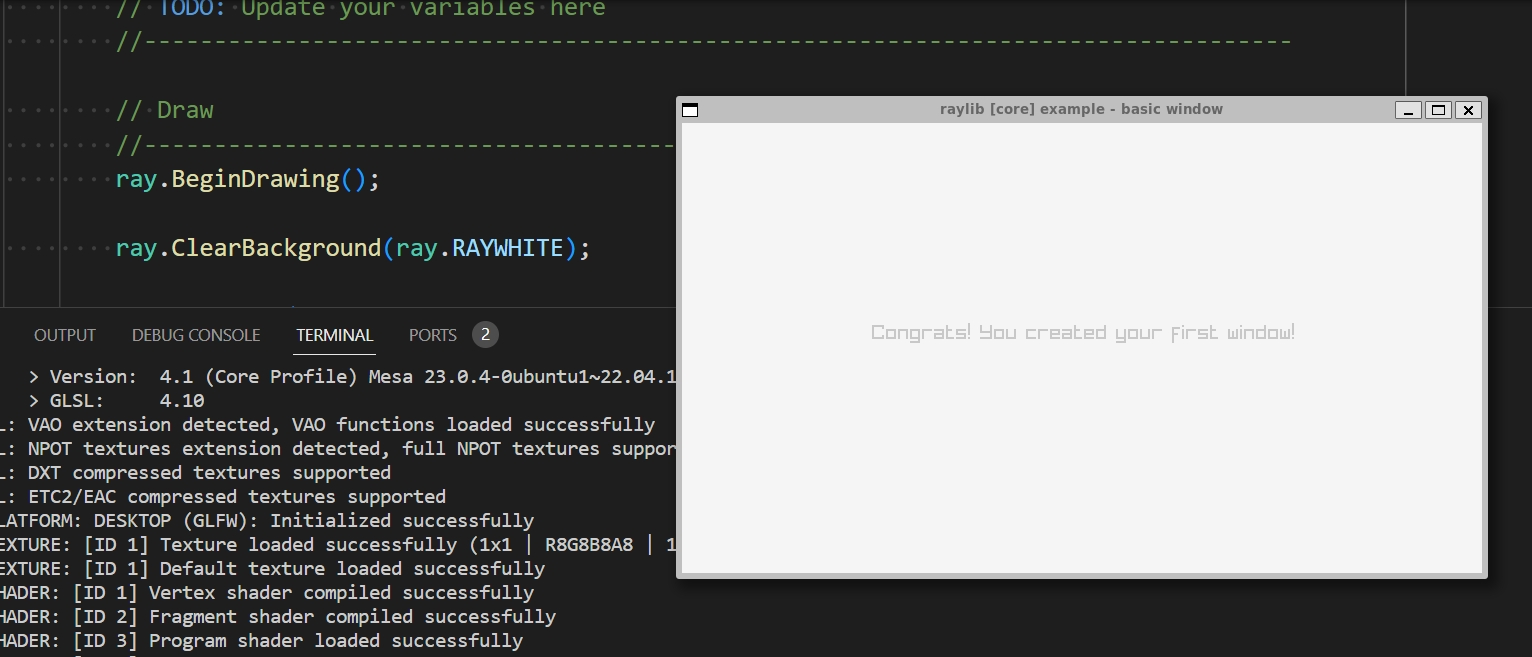 // TODO: Update your variables here
//----------------------------------------------------------------------------------
// Draw
//--------------------------------------
ray.BeginDrawing();
ray.ClearBackground(ray.RAYWHITE);
raylib [core] example - basic window
Congrats! You created your first window!
OUTPUT DEBUG CONSOLE TERMINAL PORTS 2
> Version: 4.1 (Core Profile) Mesa 23.0.4-0ubuntu1~22.04.1
> GLSL: 4.10
L: VAO extension detected, VAO functions loaded successfully
L: NPOT textures extension detected, full NPOT textures suppor
L: DXT compressed textures supported
L: ETC2/EAC compressed textures supported
LATFORM: DESKTOP (GLFW): Initialized successfully
EXTURE: [ID 1] Texture loaded successfully (1x1 | R8G8B8A8 | 1
EXTURE: [ID 1] Default texture loaded successfully
HADER: [ID 1] Vertex shader compiled successfully
HADER: [ID 2] Fragment shader compiled successfully
HADER: [ID 3] Program shader loaded successfully